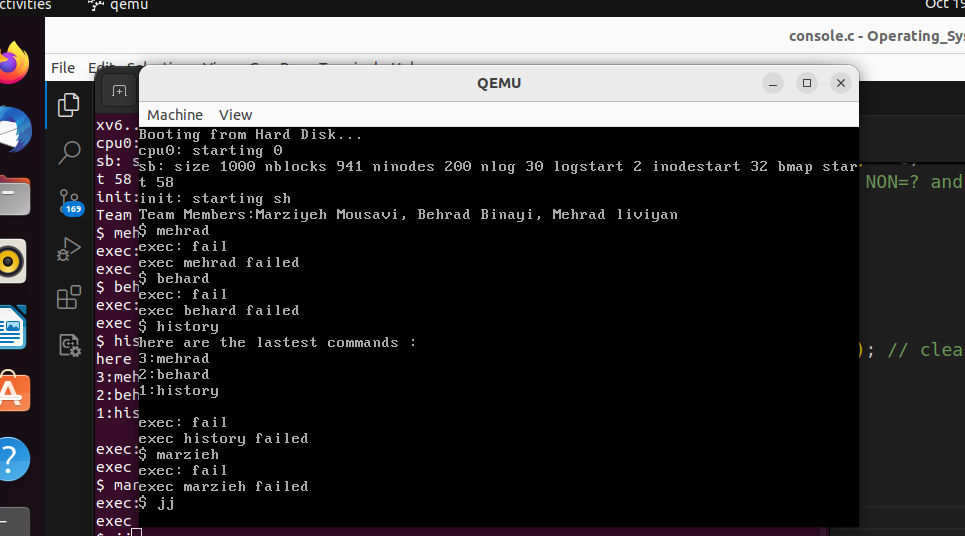 ctivities
qemu
Oct 19
console.c - Operating_Sy
File
QEMU
Machine View
Booting from Hard Disk...
cpu0: starting 0
sb: size 1000 nblocks 941 ninodes 200 nlog 30 logstart 2 inodestart 32 bmap star
t 58
init: starting sh
Team Members:Marziyeh Mousavi, Behrad Binayi, Mehrad liviyan
$ mehrad
exec: fail
exec mehrad failed
$ behard
exec: fail
exec behard failed
$ history
here are the lastest commands :
3:mehrad
2:behard
1:history
exec: fail
exec history failed
$ marzieh
exec: fail
exec marzieh failed
$ jj
xv6..
cpu0:
sb: s
t 58
init:
Team
$ meh
exec:
exec
$ beh
exec:
exec
$ his
here
3:meh
2:beh
1:his
exec:
exec
$ mar
exec:
exec
169
NON=? and
); // clea